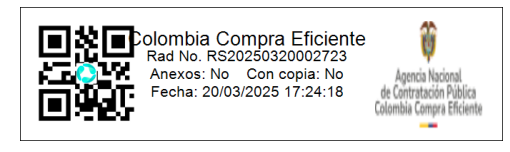 Colombia Compra Eficiente
Rad No. RS20250320002723
Anexos: No Con copia: No
Fecha: 20/03/2025 17:24:18
Agencia Nacional
de Contratación Pública
Colombia Compra Eficiente